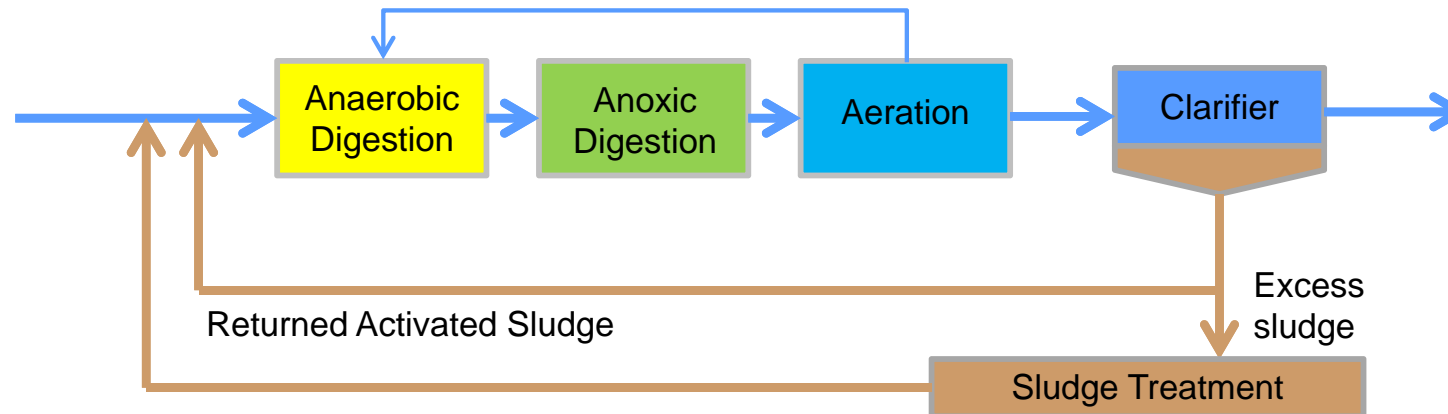 Anaerobic
Digestion
Anoxic
Digestion
Aeration
Clarifier
Returned Activated Sludge
Excess
sludge
Sludge Treatment